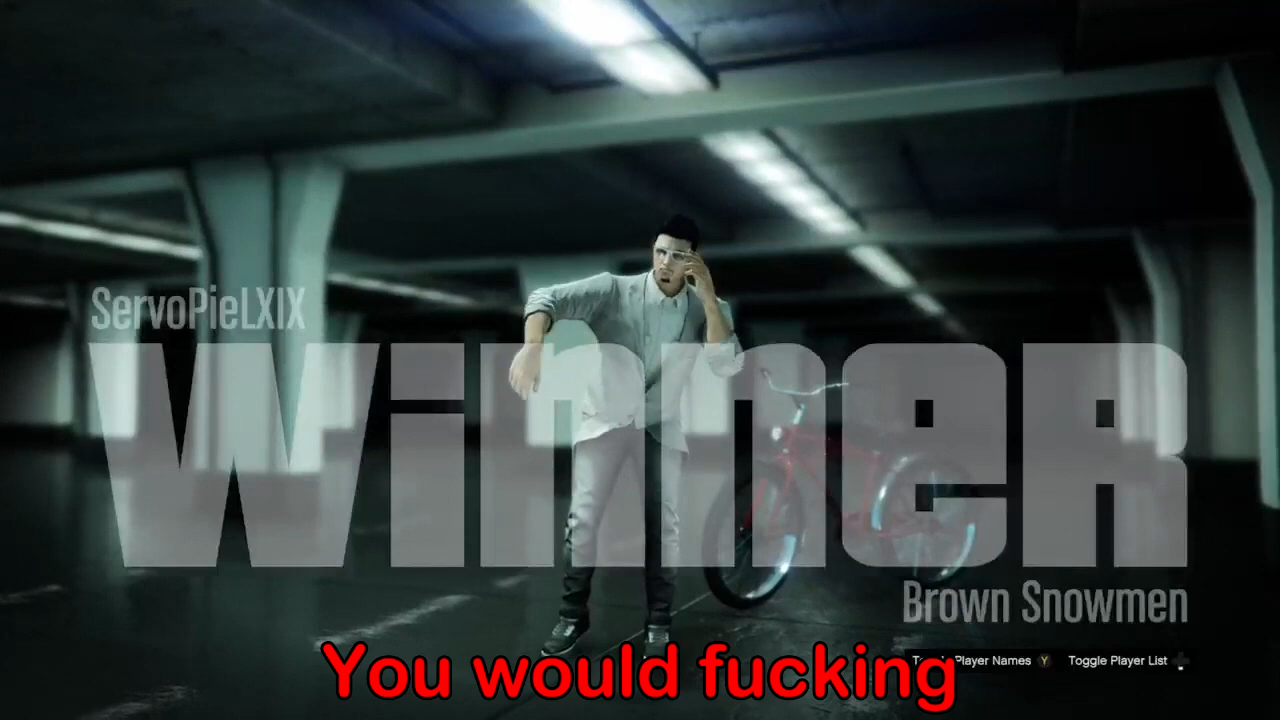 ServoPieLXIX
WinneR
Brown Snowmen
Player Names Y Toggle Player List
You would fucking